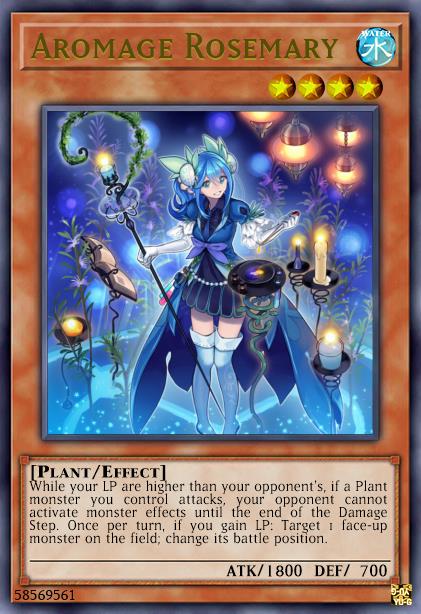 AROMAGE ROSEMARY
WATER
水
[PLANT/EFFECT]
While your LP are higher than your opponent's, if a Plant
monster you control attacks, your opponent cannot
activate monster effects until the end of the Damage
Step. Once per turn, if you gain LP: Target 1 face-up
monster on the field; change its battle position.
ATK/1800 DEF/ 700
58569561